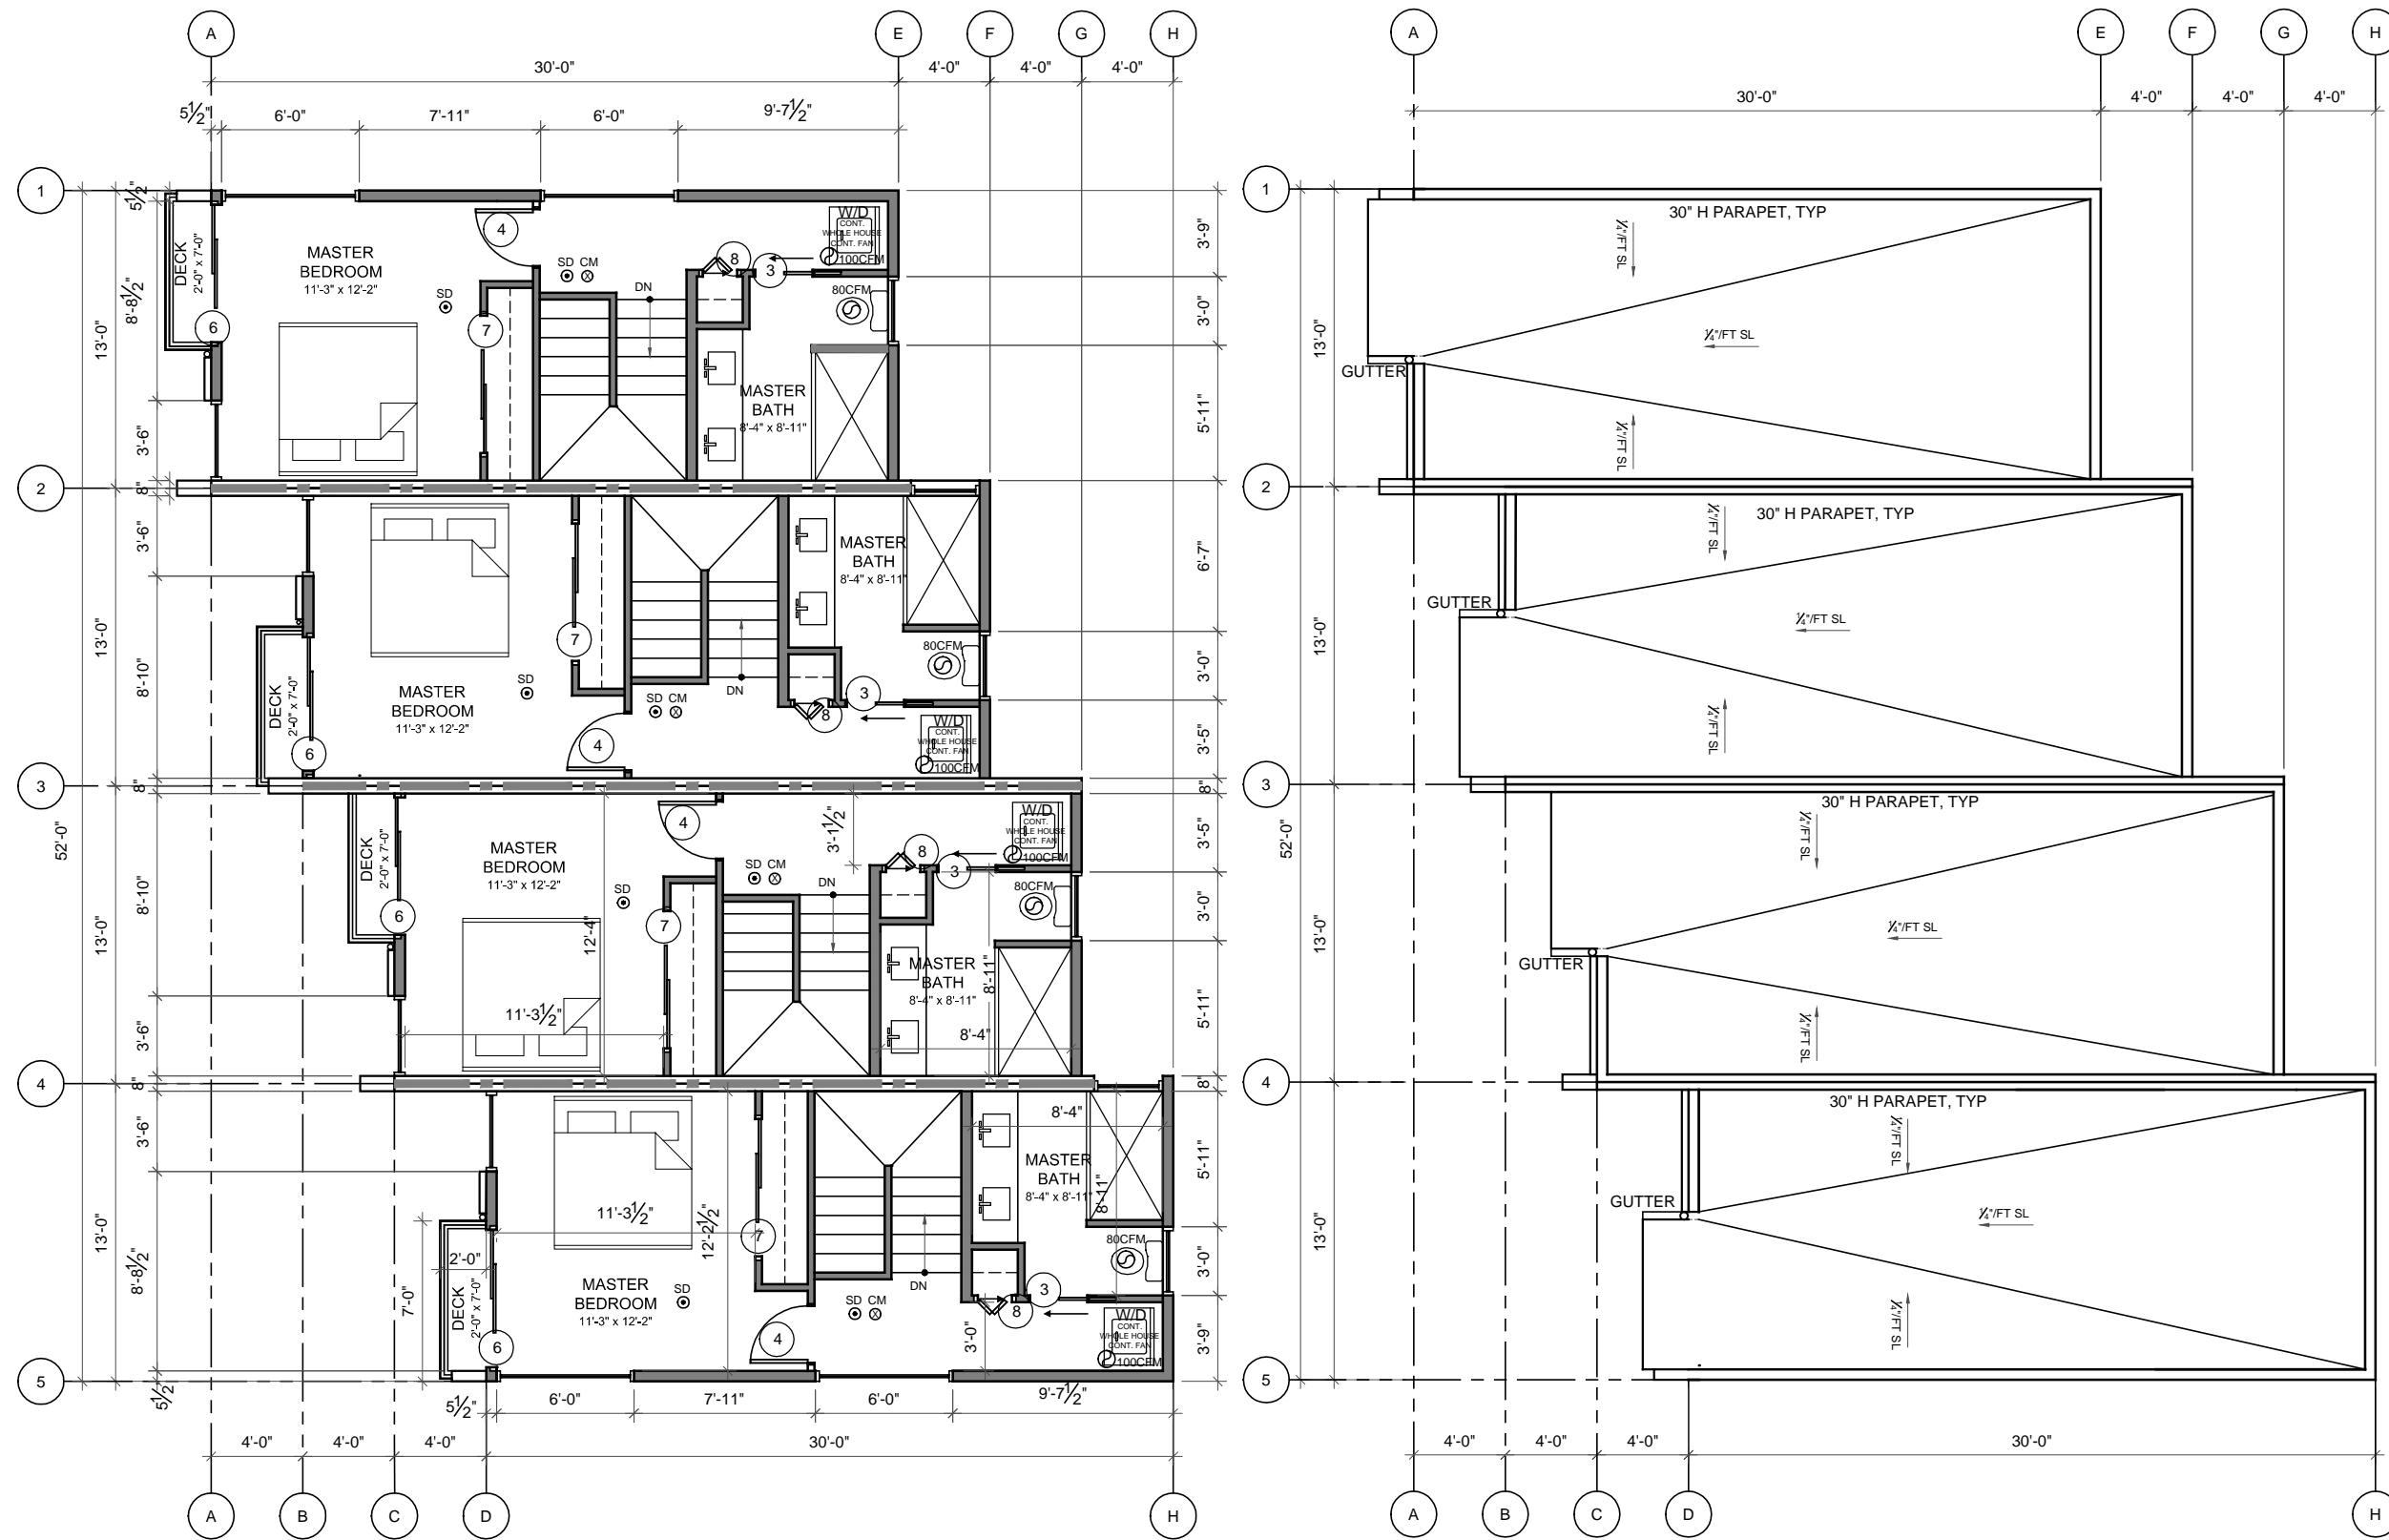 A
E
F
G
H
30'-0"
4'-0"
4'-0"
4'-0"
5½"
6'-0"
7'-11"
6'-0"
9'-7½"
1
2
3
4
5
52'-0"
13'-0"
13'-0"
13'-0"
13'-0"
5½"
8'-8½"
3'-6"
8"
3'-6"
8'-10"
8"
8'-10"
3'-6"
8"
3'-6"
8'-8½"
5½"
DECK
2'-0" x 7'-0"
6
MASTER
BEDROOM
11'-3" x 12'-2"
SD
4
SD CM
7
DN
8
3
W/D
CONT.
WHOLE HOUSE
CONT. FAN
100CFM
80CFM
MASTER
BATH
8'-4" x 8'-11"
3'-9"
3'-0"
5'-11"
MASTER
BATH
8'-4" x 8'-11"
7
80CFM
MASTER
BEDROOM
11'-3" x 12'-2"
SD
DECK
2'-0" x 7'-0"
6
4
SD CM
DN
8
3
W/D
CONT.
WHOLE HOUSE
CONT. FAN
100CFM
6'-7"
3'-0"
3'-5"
8"
DECK
2'-0" x 7'-0"
6
MASTER
BEDROOM
11'-3" x 12'-2"
SD
4
SD CM
7
12'-4"
11'-3½"
3'-1½"
DN
8
3
W/D
CONT.
WHOLE HOUSE
CONT. FAN
100CFM
80CFM
MASTER
BATH
8'-4" x 8'-11"
8'-11"
8'-4"
3'-5"
3'-0"
5'-11"
8"
8'-4"
MASTER
BATH
8'-4" x 8'-11"
8'-11"
11'-3½"
12'-2½"
7
2'-0"
7'-0"
DECK
2'-0" x 7'-0"
6
MASTER
BEDROOM
11'-3" x 12'-2"
SD
4
SD CM
DN
80CFM
8
3
3'-0"
W/D
CONT.
WHOLE HOUSE
CONT. FAN
100CFM
5'-11"
3'-0"
3'-9"
5½"
6'-0"
7'-11"
6'-0"
9'-7½"
4'-0"
4'-0"
4'-0"
30'-0"
A
B
C
D
H
A
E
F
G
H
30'-0"
4'-0"
4'-0"
4'-0"
1
2
3
4
5
52'-0"
13'-0"
13'-0"
13'-0"
13'-0"
30" H PARAPET, TYP
¼"/FT SL
¼"/FT SL
GUTTER
¼"/FT SL
30" H PARAPET, TYP
¼"/FT SL
GUTTER
¼"/FT SL
¼"/FT SL
30" H PARAPET, TYP
¼"/FT SL
¼"/FT SL
GUTTER
¼"/FT SL
30" H PARAPET, TYP
¼"/FT SL
GUTTER
¼"/FT SL
¼"/FT SL
4'-0"
4'-0"
4'-0"
30'-0"
A
B
C
D
H